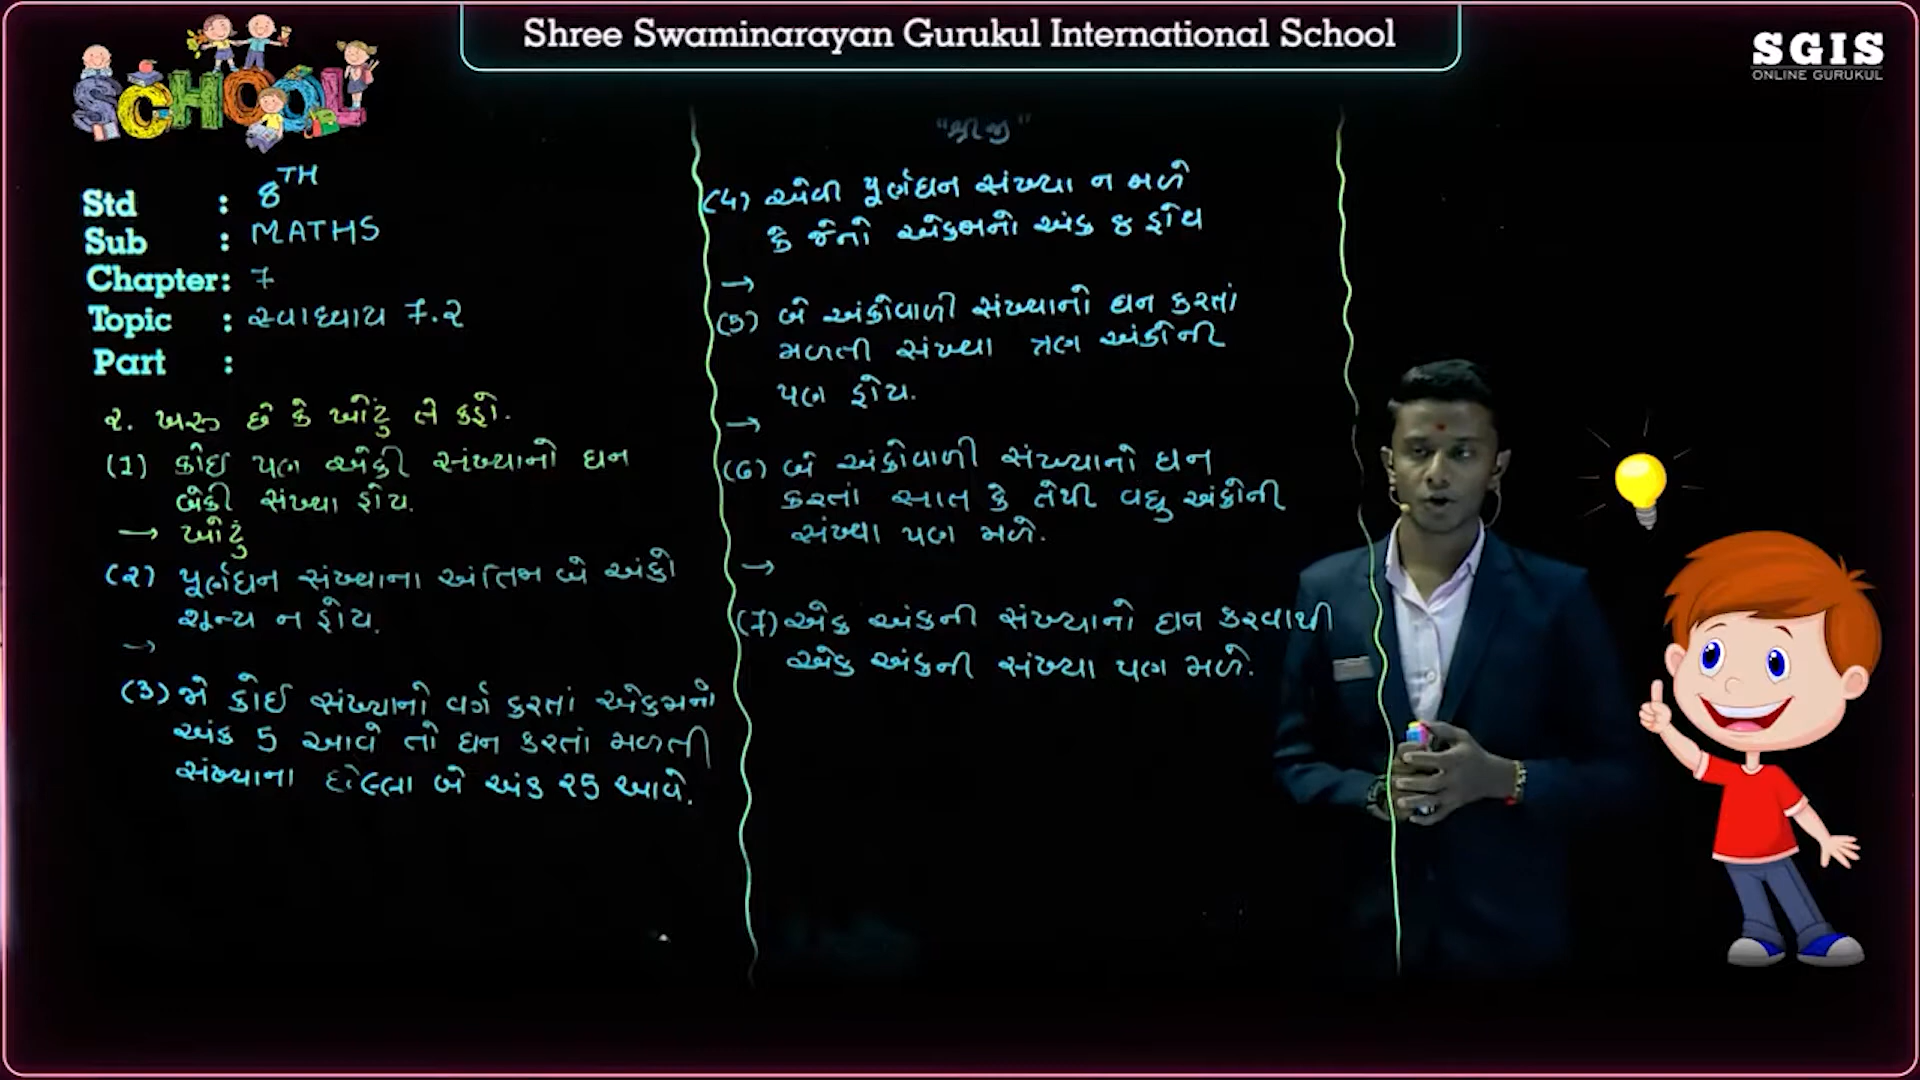 Shree Swaminarayan Gurukul International School
SGIS
ONLINE GURUKUL
SCHOOL
Std : 8TH
Sub : MATHS
Chapter: 7
Topic : સ્વાધ્યાય 7.2
Part :
૨. ખરું છે કે ખોટું તે કહો.
(1) કોઈ પણ એકી સંખ્યાનો ઘન
બેકી સંખ્યા હોય.
→ ખોટું
(૨) પૂર્ણઘન સંખ્યાના અંતિમ બે અંકો
શૂન્ય ન હોય.
→
(3) જો કોઈ સંખ્યાનો વર્ગ કરતાં એકમનો
અંક 5 આવે તો ઘન કરતાં મળતી
સંખ્યાના છેલ્લા બે અંક ૨5 આવે.
"શ્રીજી"
(4) એવી પૂર્ણઘન સંખ્યા ન મળે
કે જેનો એકમનો અંક 8 હોય
→
(5) બે અંકોવાળી સંખ્યાનો ઘન કરતાં
મળતી સંખ્યા ત્રણ અંકોની
પણ હોય.
→
(6) બે અંકોવાળી સંખ્યાનો ઘન
કરતાં સાત કે તેથી વધુ અંકોની
સંખ્યા પણ મળે.
→
(7) એક અંકની સંખ્યાનો ઘન કરવાથી
એક અંકની સંખ્યા પણ મળે.